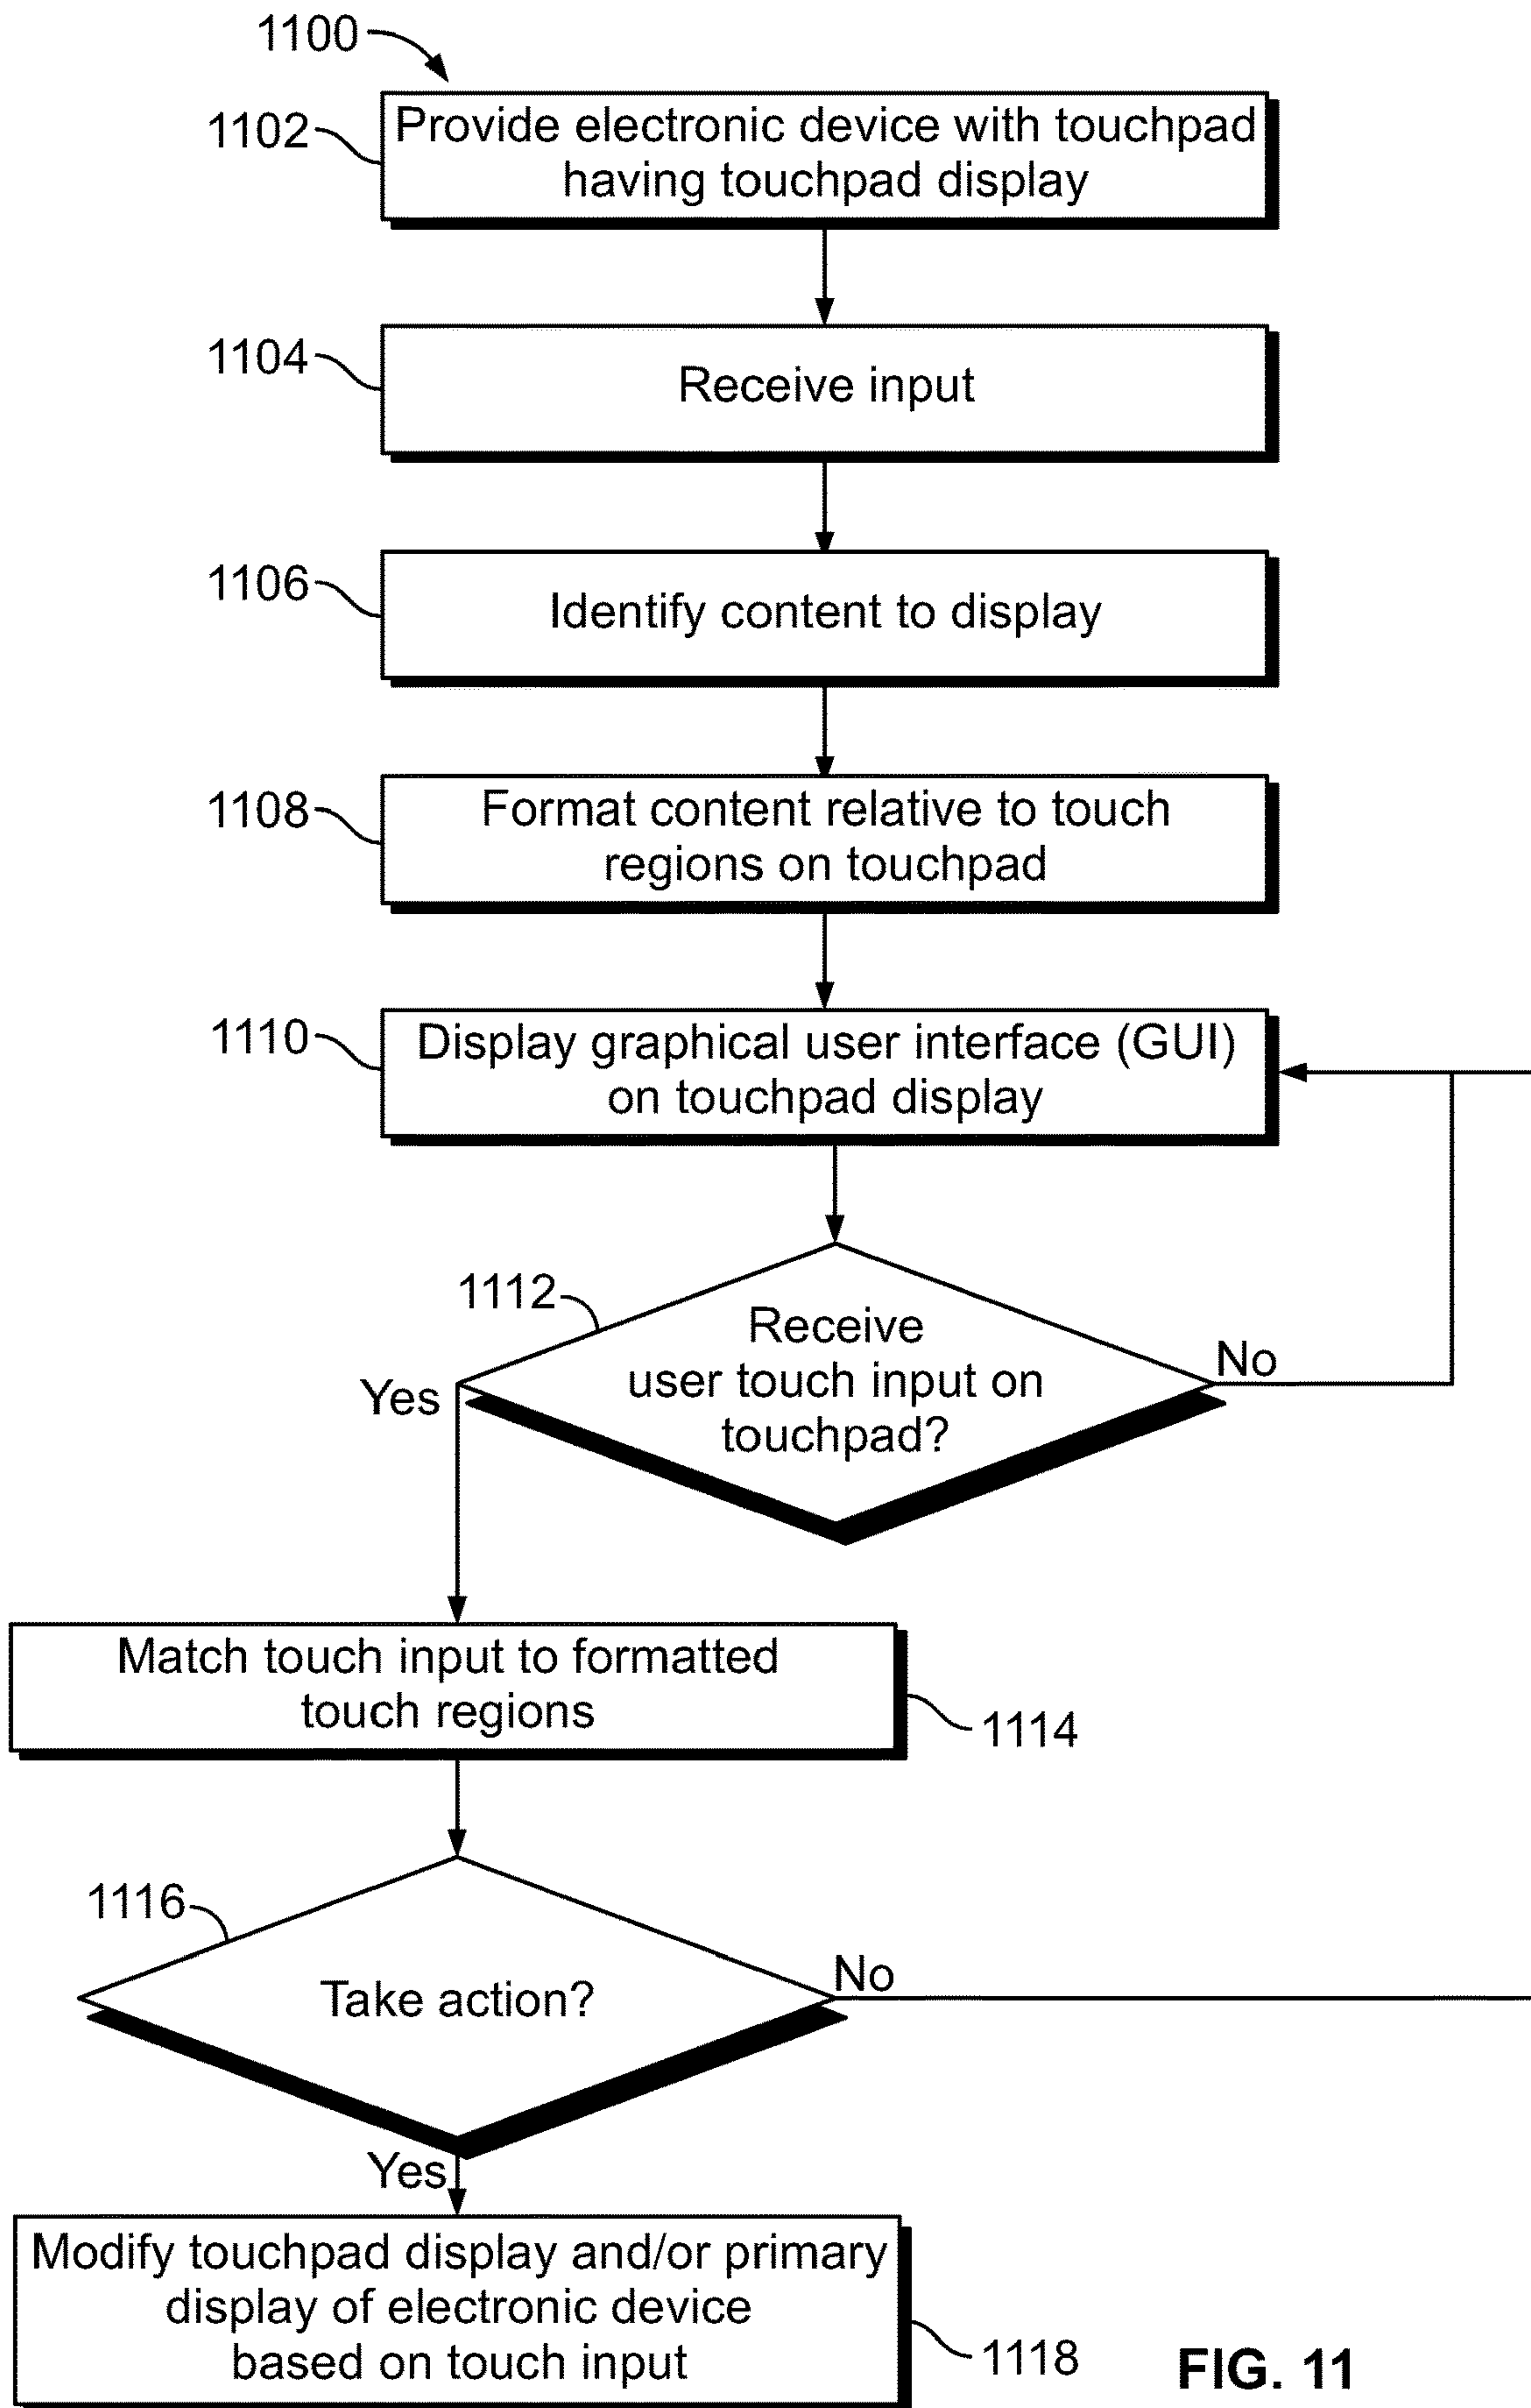 1100
1102
Provide electronic device with touchpad
having touchpad display
1104
Receive input
1106
Identify content to display
1108
Format content relative to touch
regions on touchpad
1110
Display graphical user interface (GUI)
on touchpad display
1112
Receive
user touch input on
touchpad?
No
Yes
Match touch input to formatted
touch regions
1114
1116
Take action?
No
Yes
Modify touchpad display and/or primary
display of electronic device
based on touch input
1118
FIG. 11